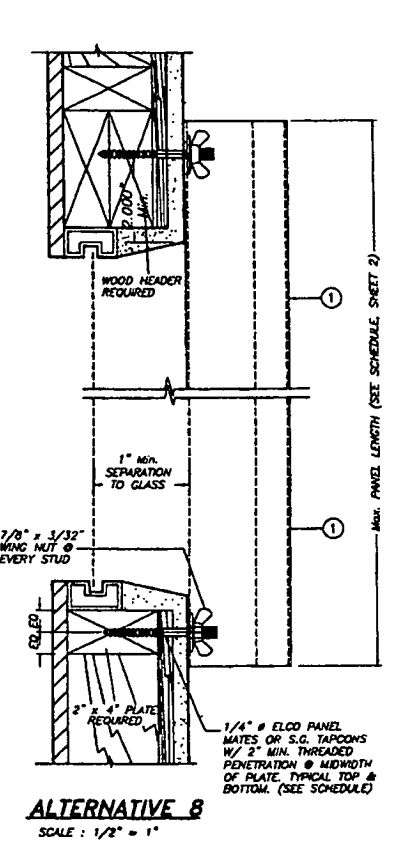 2.000"
Min.
WOOD HEADER
REQUIRED
1
Max. PANEL LENGTH (SEE SCHEDULE, SHEET 2)
1" Min.
SEPARATION
TO GLASS
7/8" x 3/32"
WING NUT @
EVERY STUD
1
EQ
EQ
2" x 4" PLATE
REQUIRED
1/4" ø ELCO PANEL
MATES OR S.G. TAPCONS
W/ 2" MIN. THREADED
PENETRATION @ MIDWIDTH
OF PLATE. TYPICAL TOP &
BOTTOM. (SEE SCHEDULE)
ALTERNATIVE 8
SCALE : 1/2" = 1"